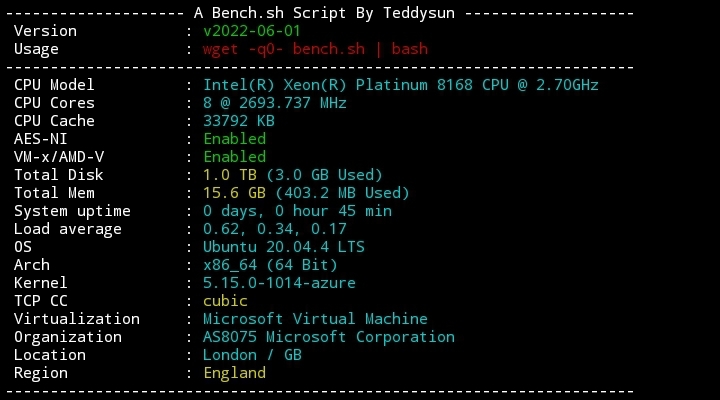 -------------------- A Bench.sh Script By Teddysun -------------------
 Version            : v2022-06-01
 Usage              : wget -qO- bench.sh | bash
----------------------------------------------------------------------
 CPU Model          : Intel(R) Xeon(R) Platinum 8168 CPU @ 2.70GHz
 CPU Cores          : 8 @ 2693.737 MHz
 CPU Cache          : 33792 KB
 AES-NI             : Enabled
 VM-x/AMD-V         : Enabled
 Total Disk         : 1.0 TB (3.0 GB Used)
 Total Mem          : 15.6 GB (403.2 MB Used)
 System uptime      : 0 days, 0 hour 45 min
 Load average       : 0.62, 0.34, 0.17
 OS                 : Ubuntu 20.04.4 LTS
 Arch               : x86_64 (64 Bit)
 Kernel             : 5.15.0-1014-azure
 TCP CC             : cubic
 Virtualization     : Microsoft Virtual Machine
 Organization       : AS8075 Microsoft Corporation
 Location           : London / GB
 Region             : England
----------------------------------------------------------------------